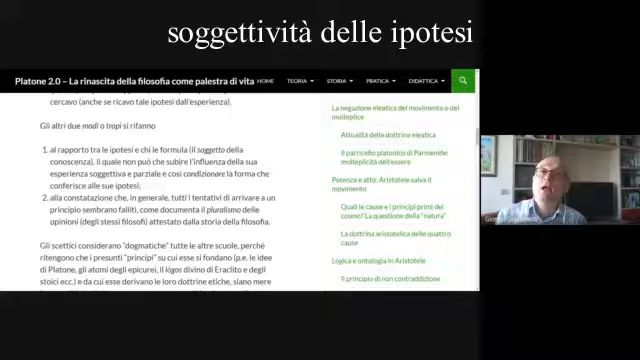 soggettività delle ipotesi
Platone 2.0 – La rinascita della filosofia come palestra di vita HOME TEORIA STORIA PRATICA DIDATTICA
cercavo (anche se ricavo tale ipotesi dall'esperienza).
Gli altri due modi o tropi si rifanno
1. al rapporto tra le ipotesi e chi le formula (il soggetto della
conoscenza), il quale non può che subire l'influenza della sua
esperienza soggettiva e parziale e così condizionare la forma che
conferisce alle sue ipotesi;
2. alla constatazione che, in generale, tutti i tentativi di arrivare a un
principio sembrano falliti, come documenta il pluralismo delle
opinioni (degli stessi filosofi) attestato dalla storia della filosofia.
Gli scettici considerano "dogmatiche" tutte le altre scuole, perché
ritengono che i presunti "principi" su cui esse si fondano (p.e. le idee
di Platone, gli atomi degli epicurei, il lógos divino di Eraclito e degli
stoici ecc.) e da cui esse derivano le loro dottrine etiche, siano mere
La negazione eleatica del movimento e del
molteplice
Attualità della dottrina eleatica
Il parricidio platonico di Parmenide:
molteplicità dell'essere
Potenza e atto: Aristotele salva il
movimento
Quali le cause e i principi primi del
cosmo? La questione della "natura"
La dottrina aristotelica delle quattro
cause
Logica e ontologia in Aristotele
Il principio di non contraddizione